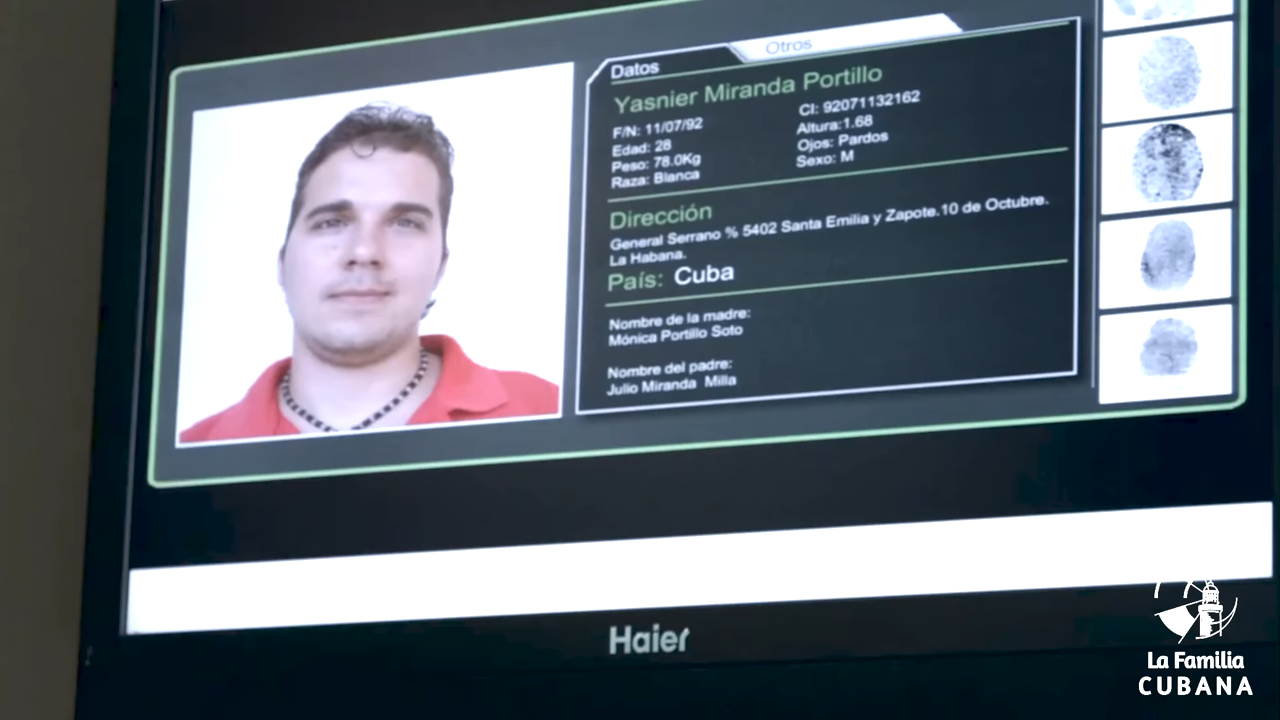 Datos
Otros
Yasnier Miranda Portillo
F/N: 11/07/92
CI: 92071132162
Edad: 28
Altura:1.68
Peso: 78.0Kg
Ojos: Pardos
Raza: Blanca
Sexo: M
Dirección
General Serrano % 5402 Santa Emilia y Zapote.10 de Octubre.
La Habana.
País: Cuba
Nombre de la madre:
Mónica Portillo Soto
Nombre del padre:
Julio Miranda Milla
Haier
La Familia
CUBANA